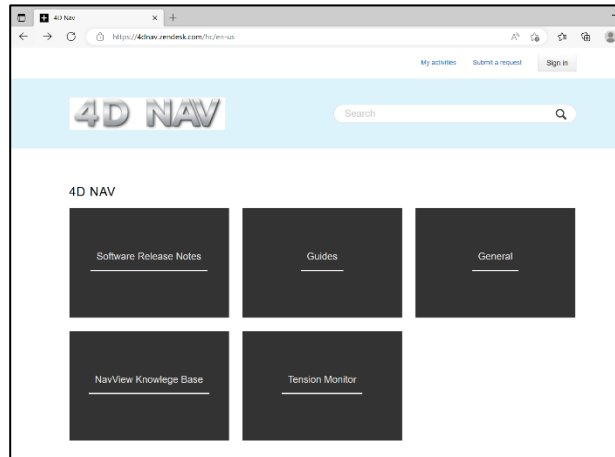 4D Nav
https://4dnav.zendesk.com/hc/en-us
My activities Submit a request Sign in
4D NAV
Search
4D NAV
Software Release Notes Guides General
NavView Knowlege Base Tension Monitor